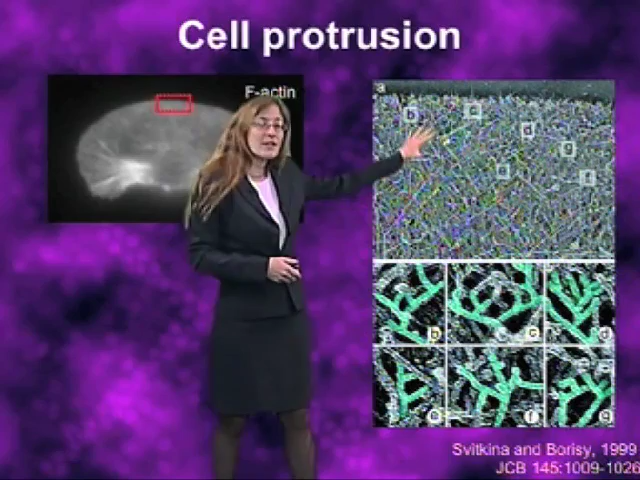 Cell protrusion
F-actin
a
b
c
d
b
c
d
e
f
g
Svitkina and Borisy, 1999
JCB 145:1009-1026